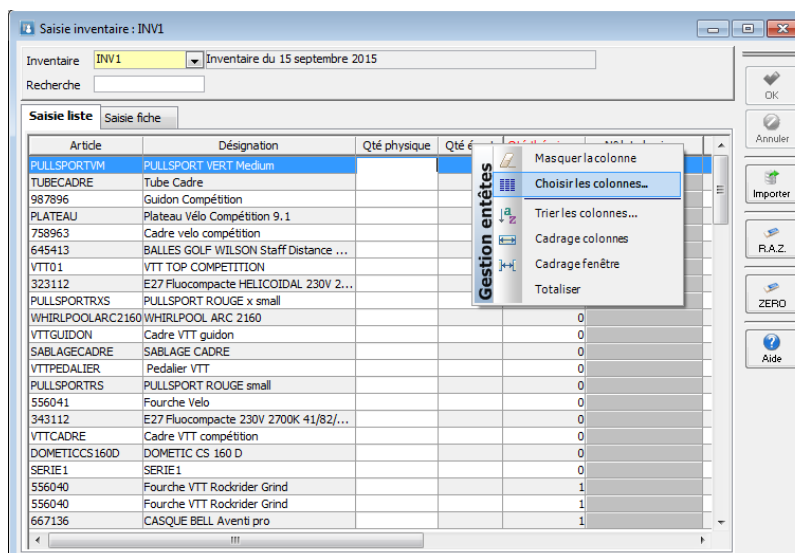 Saisie inventaire : INV1
Inventaire INV1 Inventaire du 15 septembre 2015
Recherche
OK
Annuler
Importer
R.A.Z.
ZERO
Aide
Saisie liste Saisie fiche
Article Désignation Qté physique
PULLSPORTVM PULLSPORT VERT Medium
TUBECADRE Tube Cadre
987896 Guidon Compétition
PLATEAU Plateau Vélo Compétition 9.1
758963 Cadre velo compétition
645413 BALLES GOLF WILSON Staff Distance ...
VTT01 VTT TOP COMPETITION
323112 E27 Fluocompacte HELICOIDAL 230V 2...
PULLSPORTRXS PULLSPORT ROUGE x small
WHIRLPOOLARC2160 WHIRLPOOL ARC 2160 0
VTTGUIDON Cadre VTT guidon 0
SABLAGECADRE SABLAGE CADRE 0
VTTPEDALIER Pedalier VTT 0
PULLSPORTRS PULLSPORT ROUGE small 0
556041 Fourche Velo 0
343112 E27 Fluocompacte 230V 2700K 41/82/... 0
VTTCADRE Cadre VTT compétition 0
DOMETICCS160D DOMETIC CS 160 D 0
SERIE1 SERIE1 0
556040 Fourche VTT Rockrider Grind 1
556040 Fourche VTT Rockrider Grind 1
667136 CASQUE BELL Aventi pro 1
Gestion entêtes
Masquer la colonne
Choisir les colonnes...
Trier les colonnes...
Cadrage colonnes
Cadrage fenêtre
Totaliser